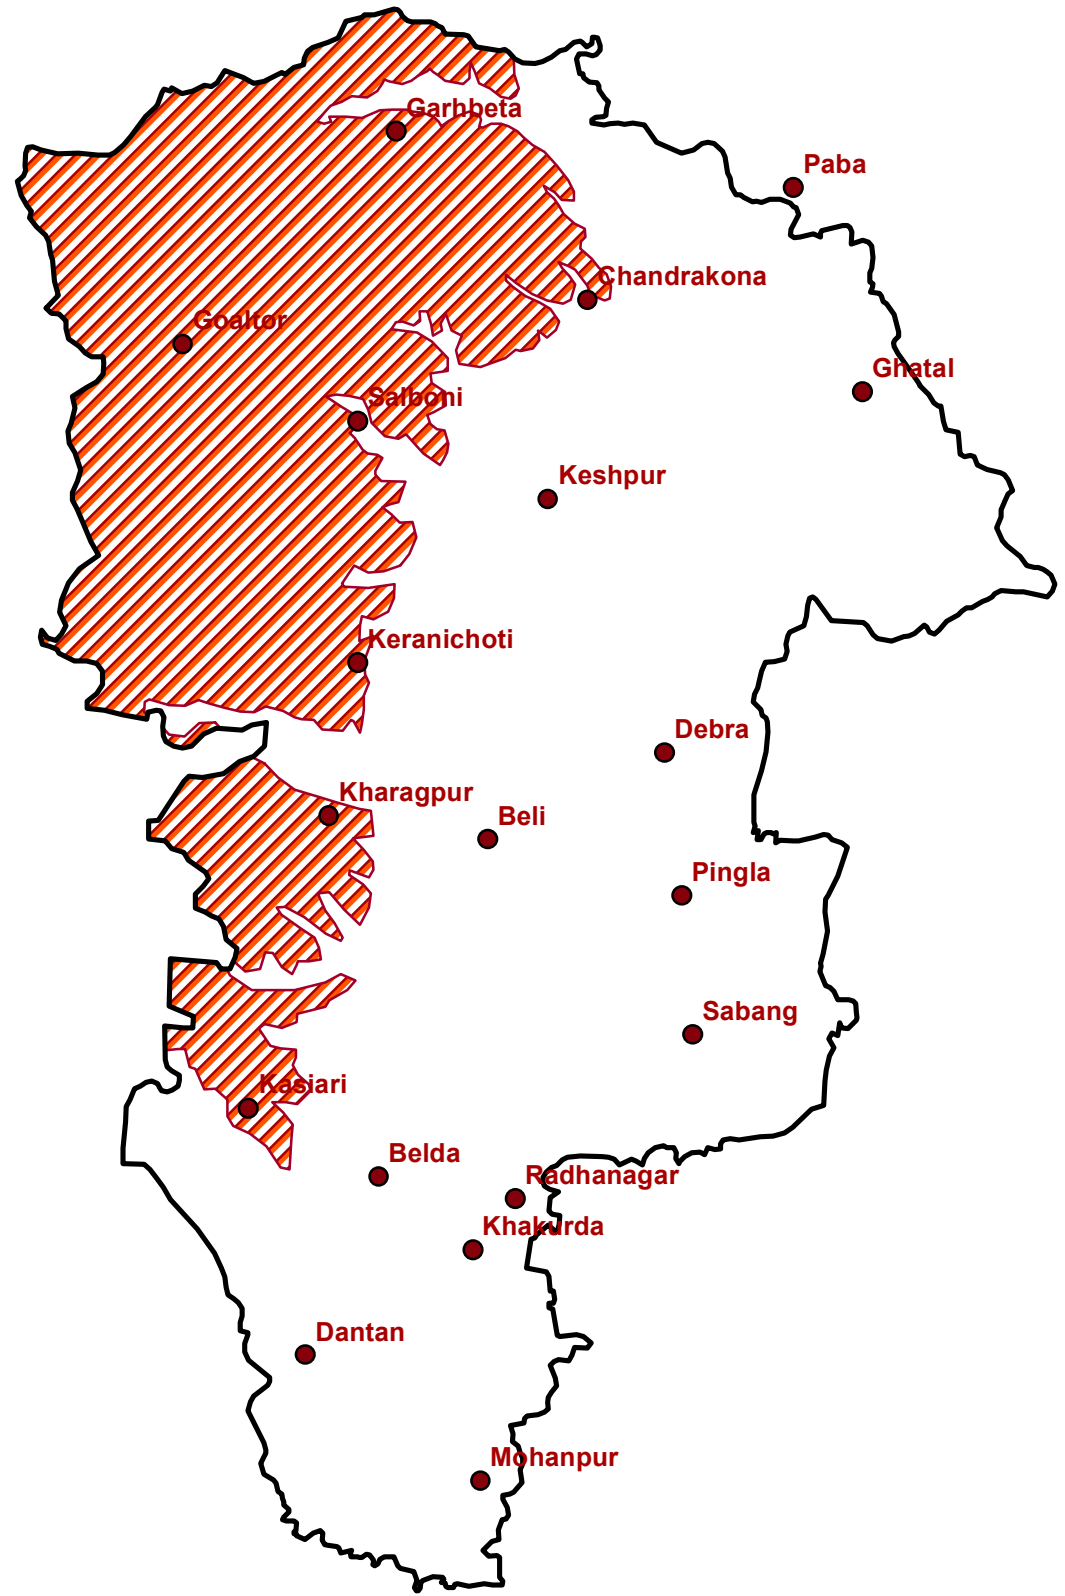 Garhbeta
Paba
Chandrakona
Goaltor
Ghatal
Salboni
Keshpur
Keranichoti
Debra
Kharagpur
Beli
Pingla
Sabang
Kasiari
Belda
Radhanagar
Khakurda
Dantan
Mohanpur